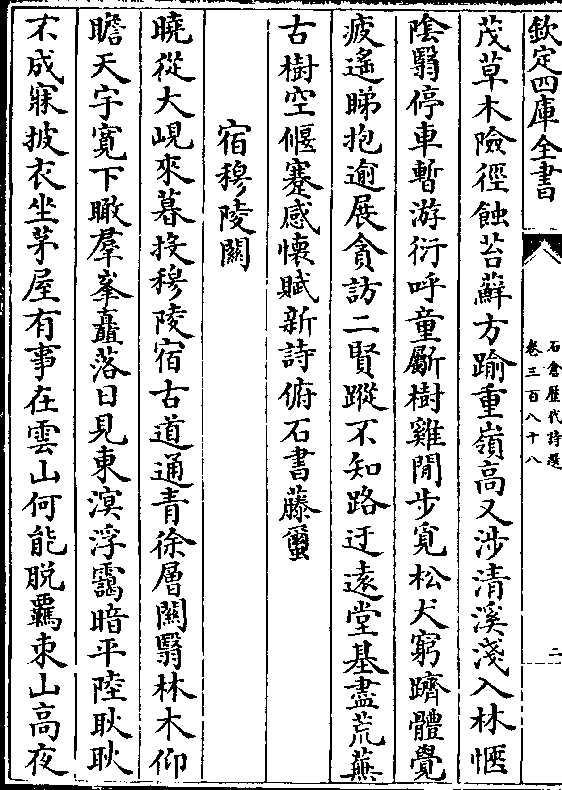 欽定四庫全書
石倉歷代詩選
卷三百八十八
二
茂草木險徑蝕苔蘚方踰重嶺高又涉清溪淺入林愜
陰翳停車暫游衍呼童斸樹雞閒步覓松犬窮躋體覺
疲遙睇抱逾展貪訪二賢蹤不知路迂遠堂基盡荒蕪
古樹空偃蹇感懷賦新詩俯石書藤蠒
宿穆陵關
曉從大峴來暮投穆陵宿古道通青徐層關翳林木仰
瞻天宇寬下瞰羣峯矗落日見東溟浮靄暗平陸耿耿
不成寐披衣坐茅屋有事在雲山何能脱羈束山高夜